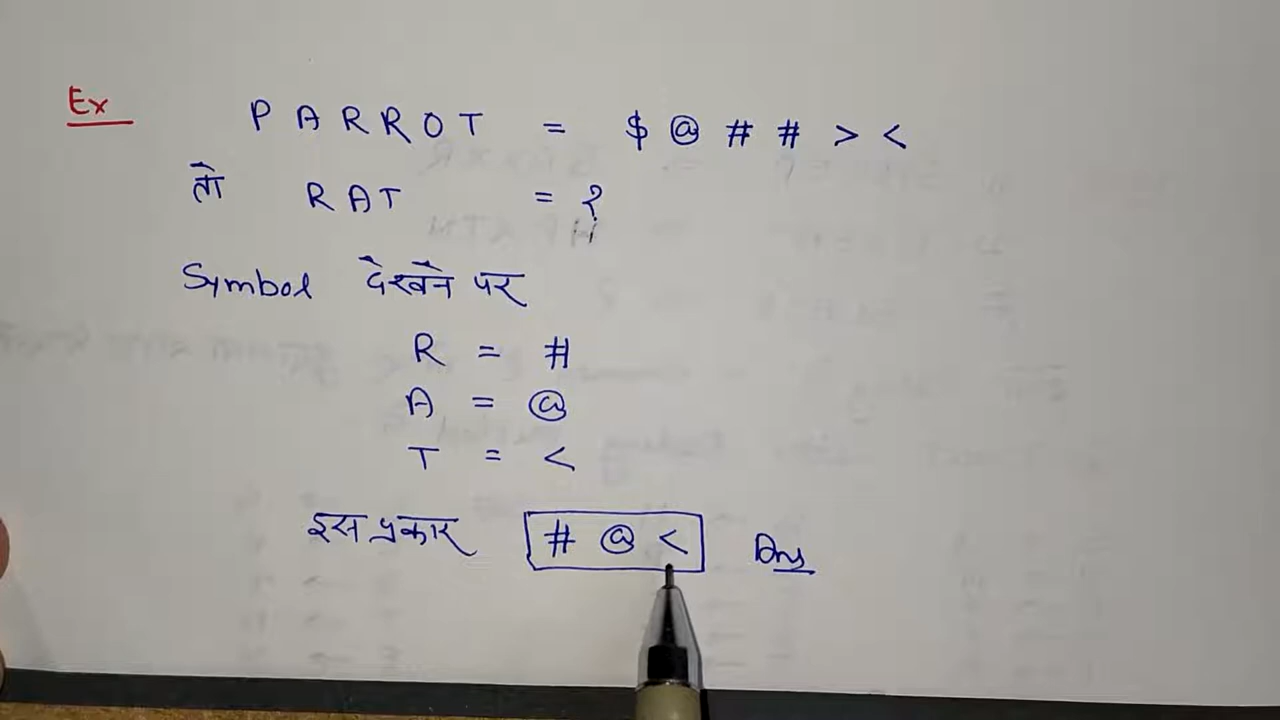 Ex PARROT = $ @ # # > <
तो RAT = ?
Symbol देखने पर
R = #
A = @
T = <
इस प्रकार # @ < Ans